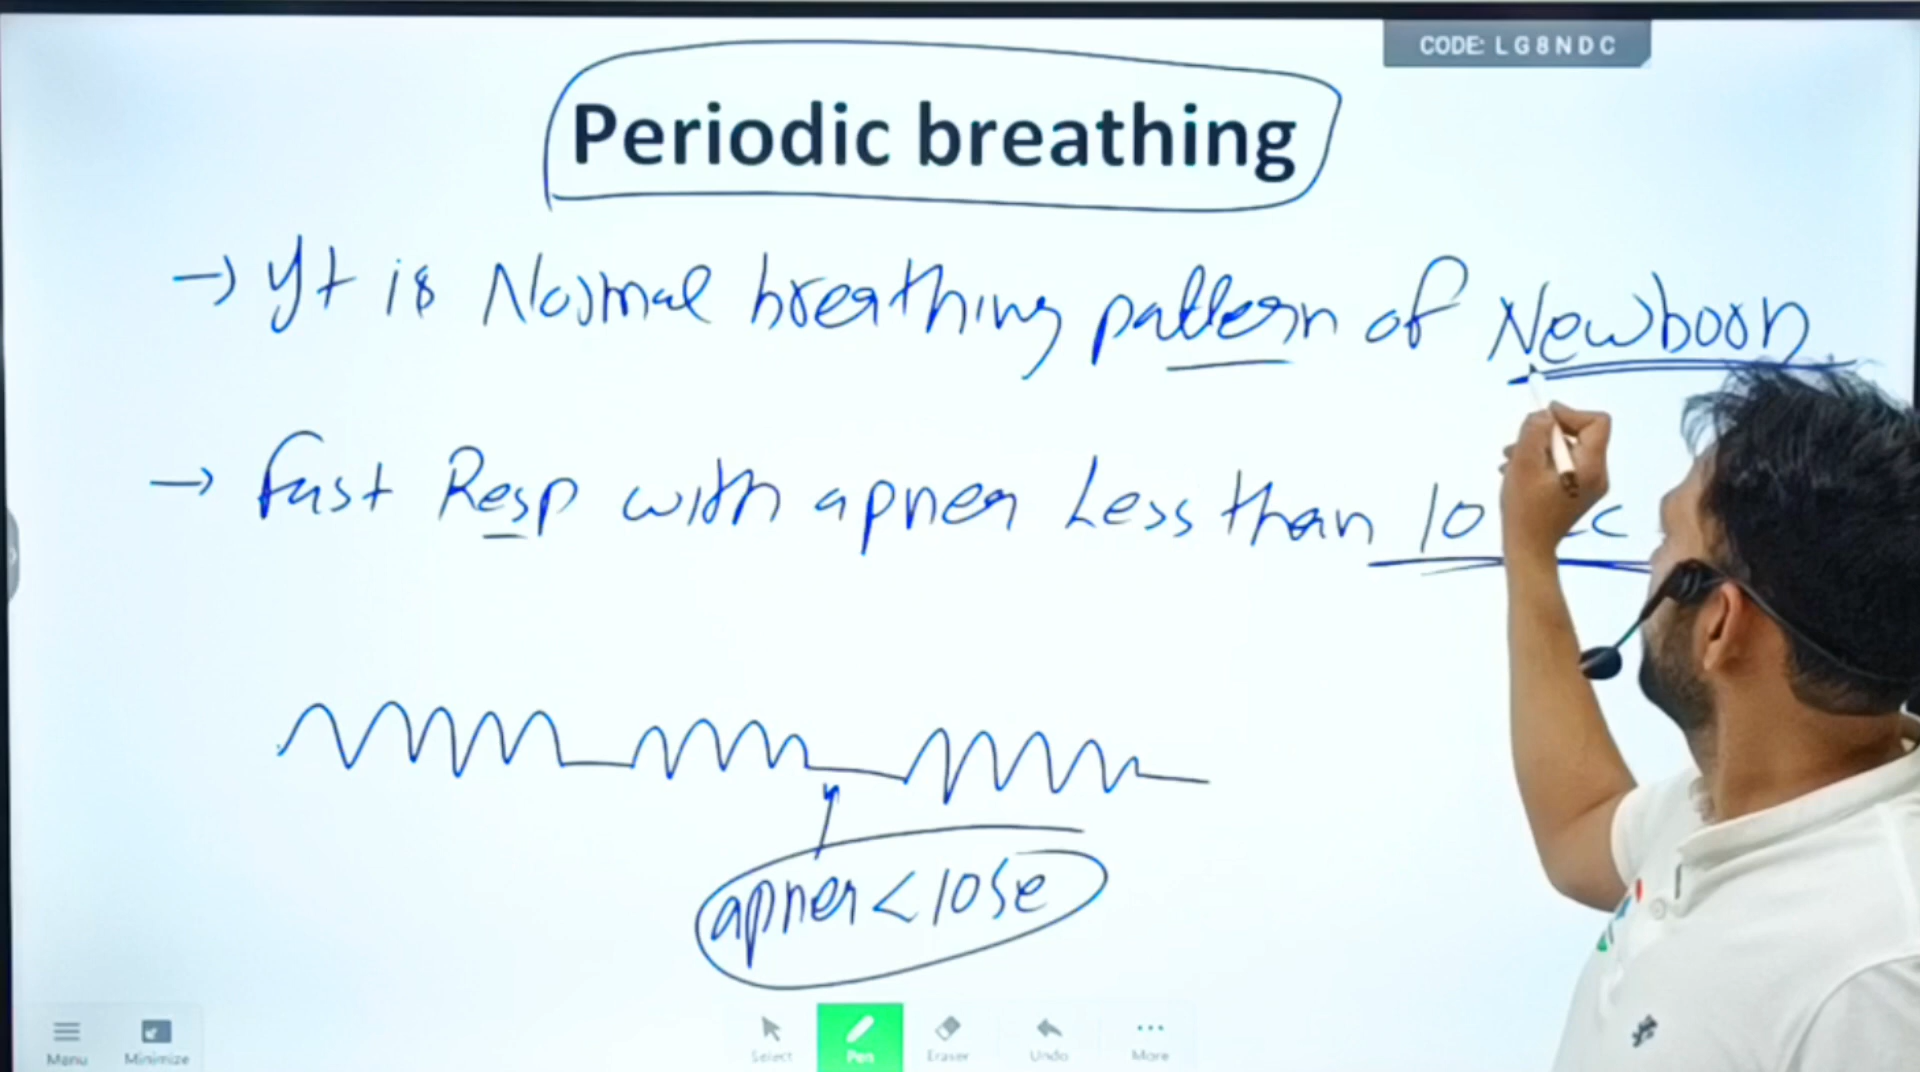 CODE: LG8NDC
Periodic breathing
→ It is Normal breathing pattern of Newborn
→ fast Resp with apnea Less than 10
apnea < 10 se
Menu
Minimize
Select
Pen
Eraser
Undo
More